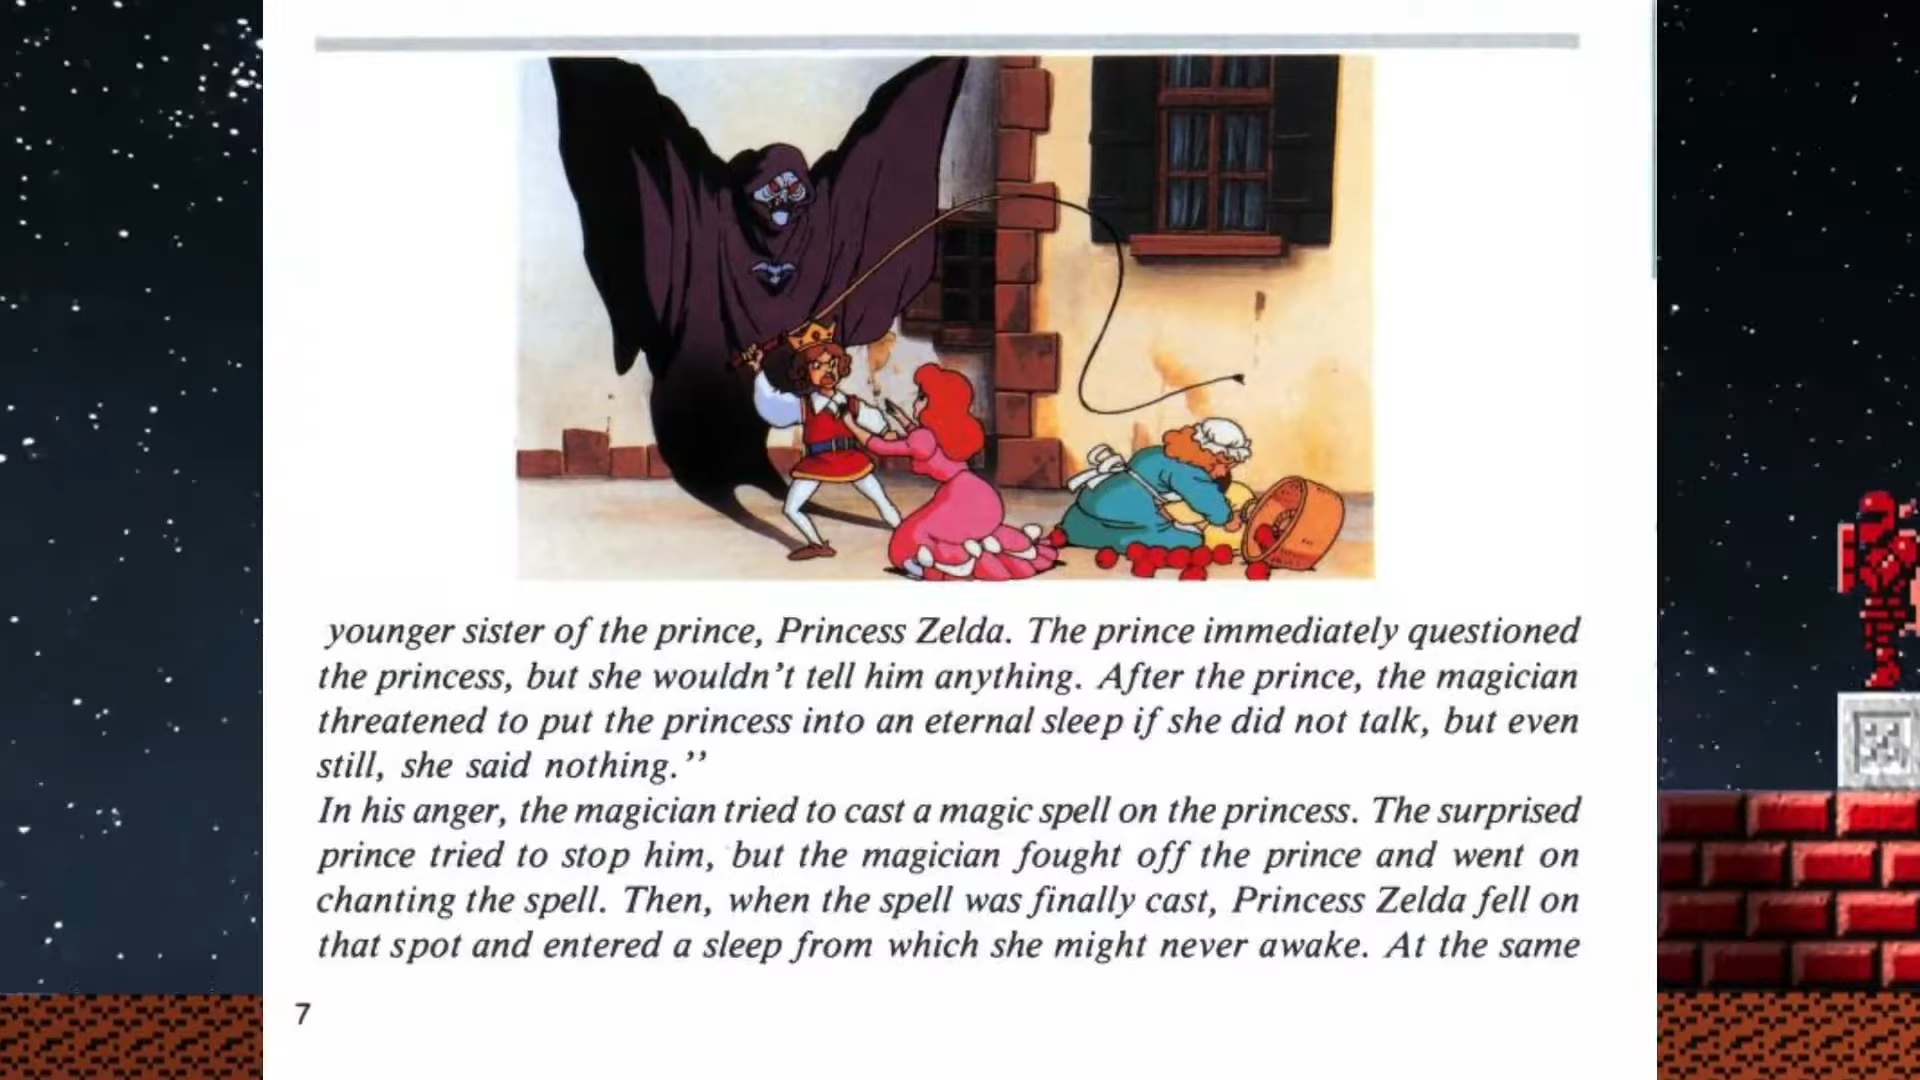 younger sister of the prince, Princess Zelda. The prince immediately questioned
the princess, but she wouldn't tell him anything. After the prince, the magician
threatened to put the princess into an eternal sleep if she did not talk, but even
still, she said nothing.''
In his anger, the magician tried to cast a magic spell on the princess. The surprised
prince tried to stop him, but the magician fought off the prince and went on
chanting the spell. Then, when the spell was finally cast, Princess Zelda fell on
that spot and entered a sleep from which she might never awake. At the same
7